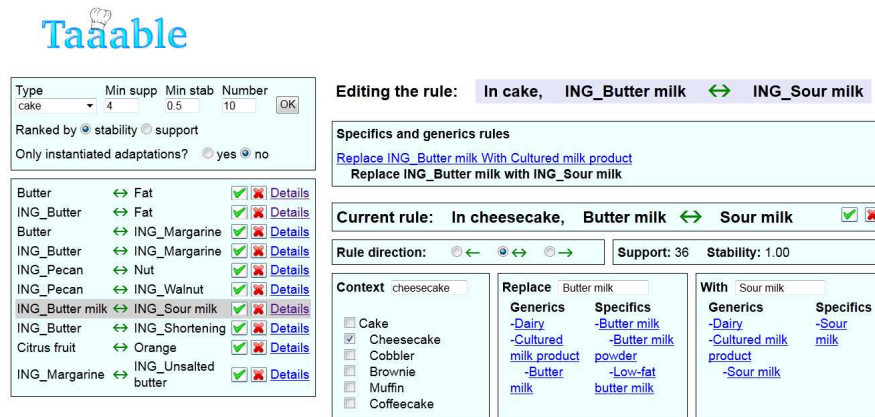 Taaable
Type Min supp Min stab Number
cake 4 0.5 10 OK
Ranked by stability support
Only instantiated adaptations? yes no
Butter ↔ Fat Details
ING_Butter ↔ Fat Details
Butter ↔ ING_Margarine Details
ING_Butter ↔ ING_Margarine Details
ING_Pecan ↔ Nut Details
ING_Pecan ↔ ING_Walnut Details
ING_Butter milk ↔ ING_Sour milk Details
ING_Butter ↔ ING_Shortening Details
Citrus fruit ↔ Orange Details
ING_Margarine ↔ ING_Unsalted butter Details
Editing the rule: In cake, ING_Butter milk ↔ ING_Sour milk
Specifics and generics rules
Replace ING_Butter milk With Cultured milk product
Replace ING_Butter milk with ING_Sour milk
Current rule: In cheesecake, Butter milk ↔ Sour milk
Rule direction: ← ↔ →
Support: 36 Stability: 1.00
Context cheesecake
Cake
Cheesecake
Cobbler
Brownie
Muffin
Coffeecake
Replace Butter milk
Generics
-Dairy
-Cultured
milk product
-Butter
milk
Specifics
-Butter milk
-Butter milk
powder
-Low-fat
butter milk
With Sour milk
Generics
-Dairy
-Cultured milk
product
-Sour milk
Specifics
-Sour
milk